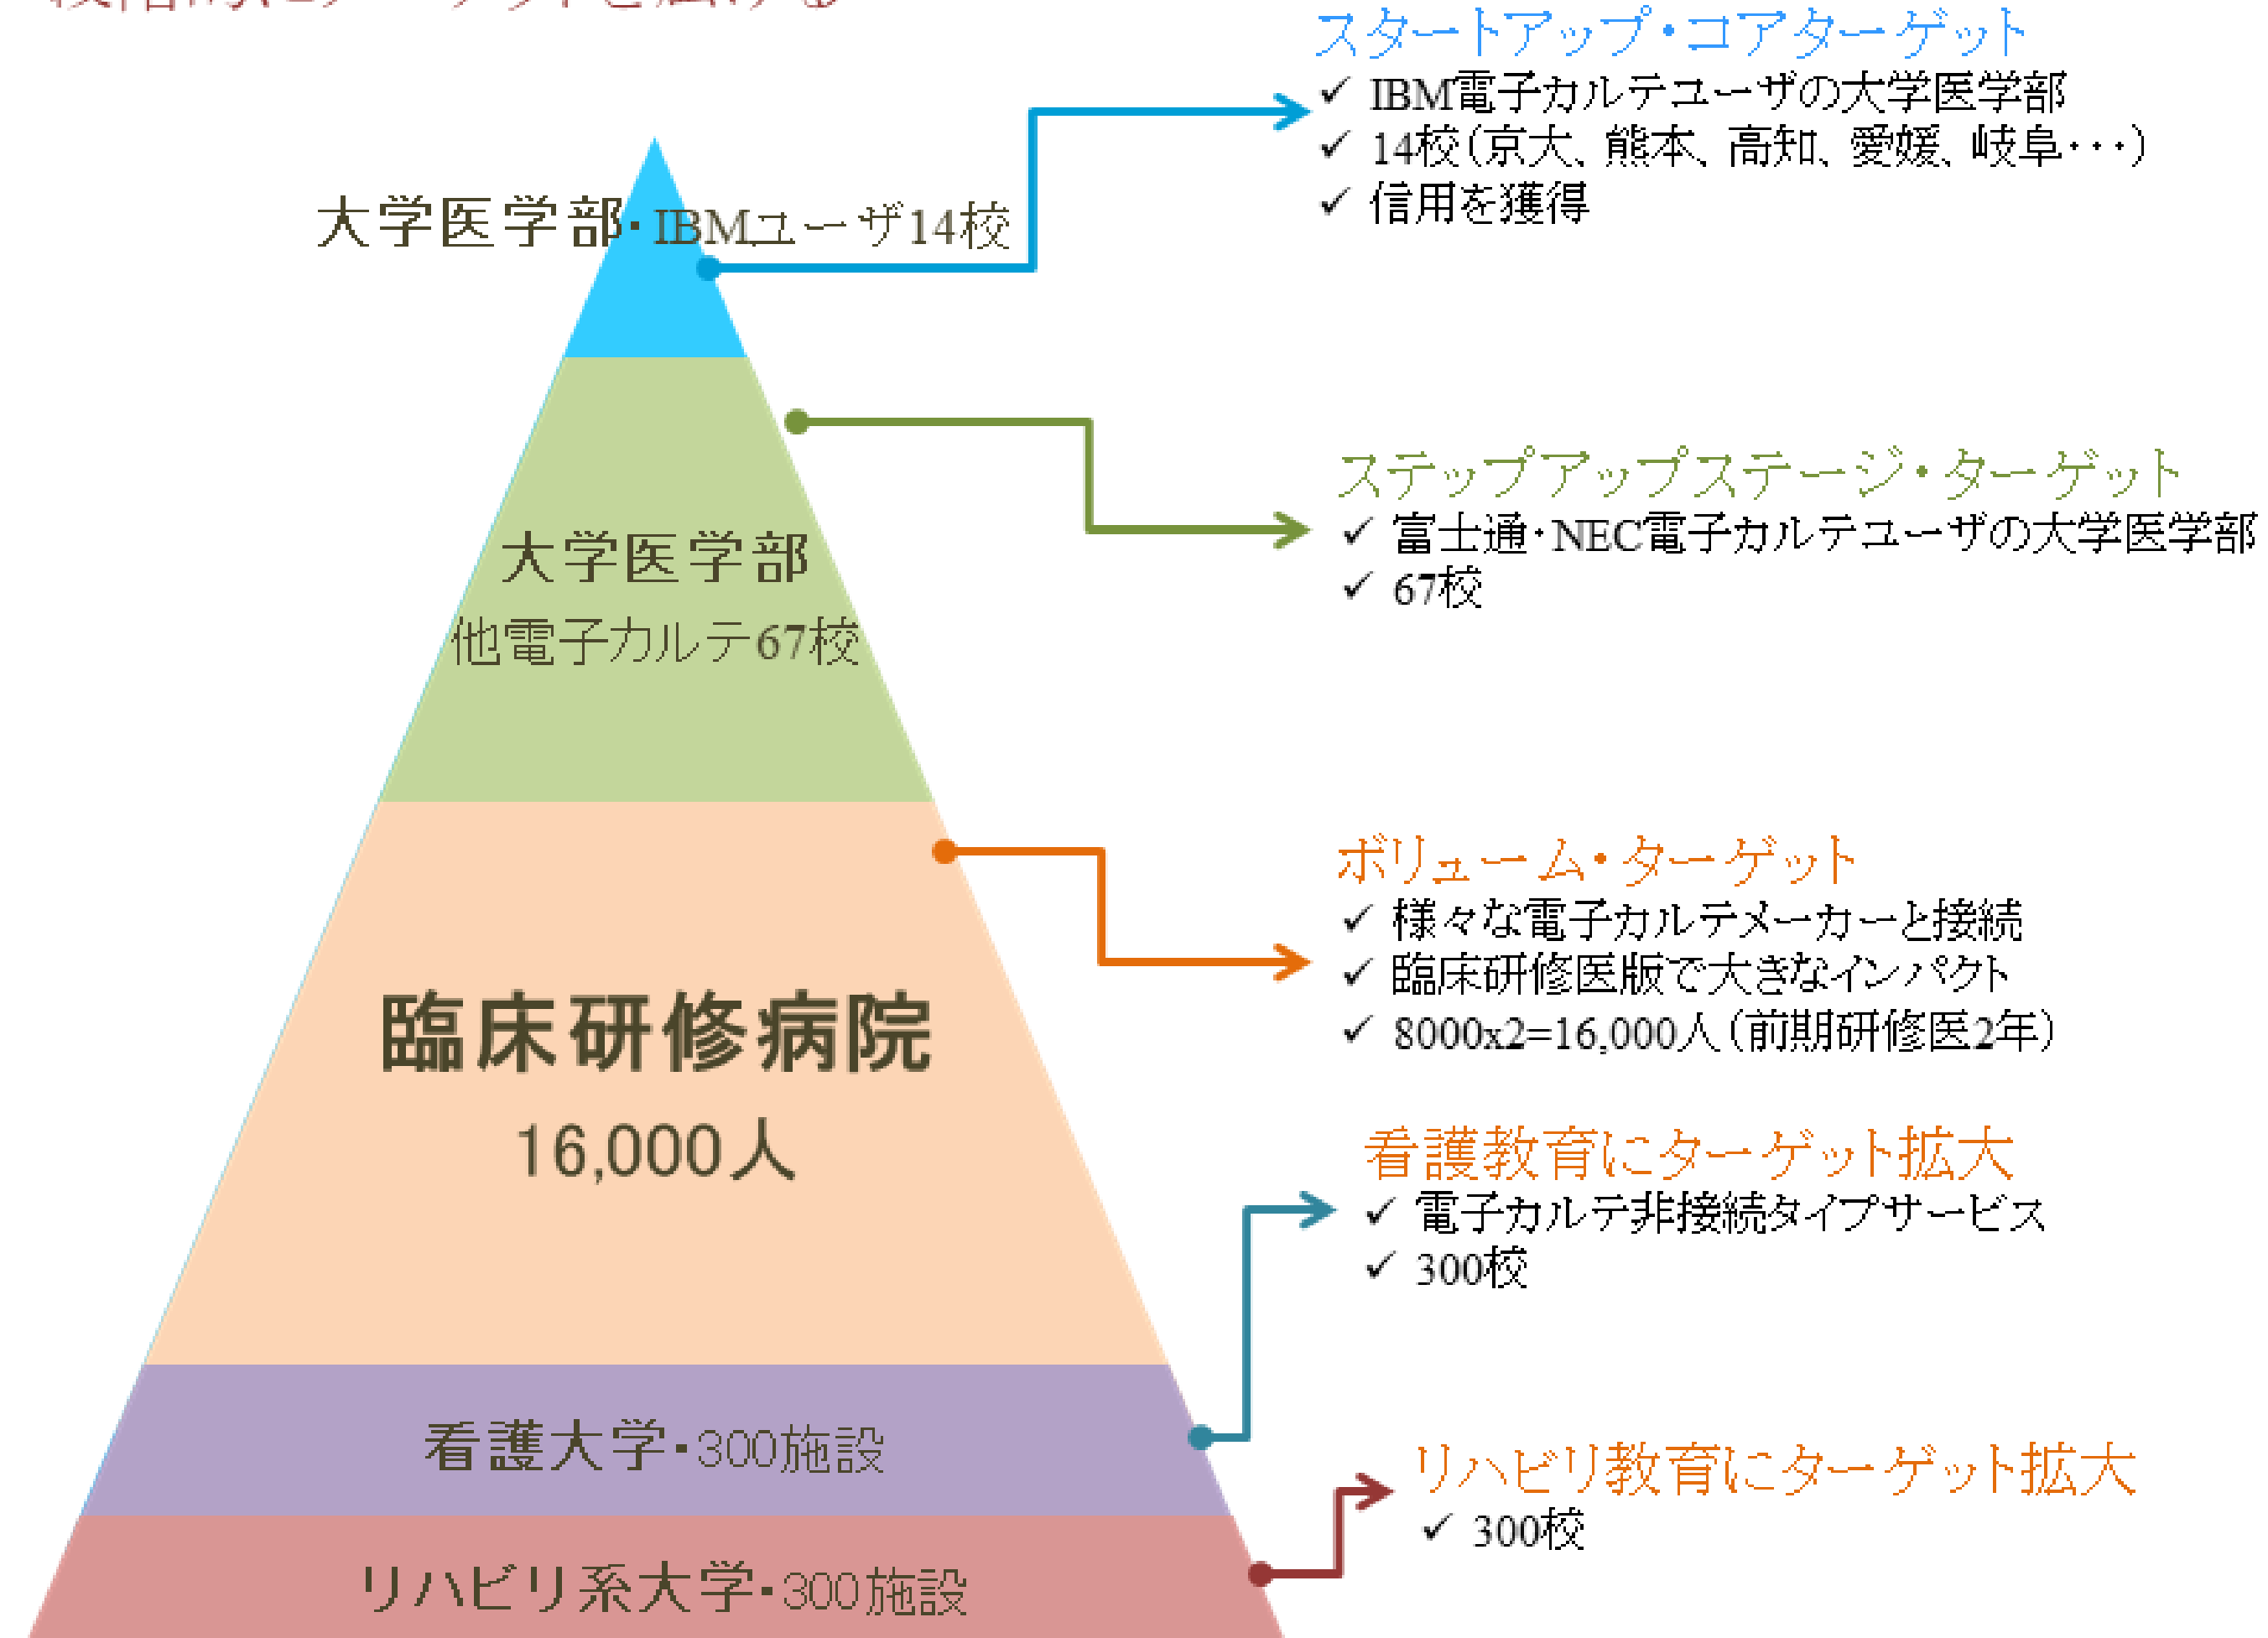 スタートアップ・コアターゲット
✓ IBM電子カルテユーザの大学医学部
✓ 14校（京大、熊本、高知、愛媛、岐阜・・・）
✓ 信用を獲得
大学医学部・IBMユーザ14校
ステップアップステージ・ターゲット
✓ 富士通・NEC電子カルテユーザの大学医学部
✓ 67校
大学医学部
他電子カルテ67校
ボリューム・ターゲット
✓ 様々な電子カルテメーカーと接続
✓ 臨床研修医版で大きなインパクト
✓ 8000x2=16,000人（前期研修医2年）
臨床研修病院
16,000人
看護教育にターゲット拡大
✓ 電子カルテ非接続タイプサービス
✓ 300校
看護大学・300施設
リハビリ教育にターゲット拡大
✓ 300校
リハビリ系大学・300施設